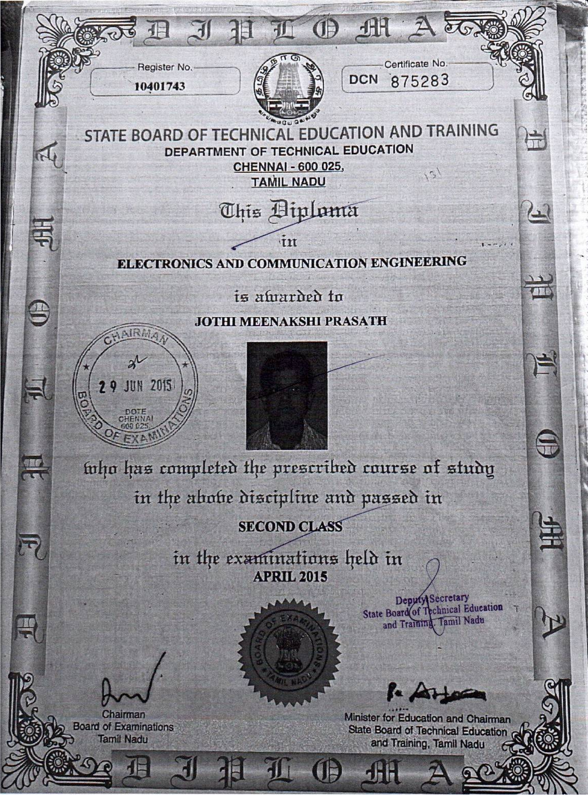 DIPLOMA
Register No.
10401743
Certificate No.
DCN 875283
STATE BOARD OF TECHNICAL EDUCATION AND TRAINING
DEPARTMENT OF TECHNICAL EDUCATION
CHENNAI - 600 025,
TAMIL NADU
151
This Diploma
in
ELECTRONICS AND COMMUNICATION ENGINEERING
is awarded to
JOTHI MEENAKSHI PRASATH
CHAIRMAN
29 JUN 2015
DOTE
CHENNAI
600 025.
BOARD OF EXAMINATIONS
who has completed the prescribed course of study
in the above discipline and passed in
SECOND CLASS
in the examinations held in
APRIL 2015
Deputy Secretary
State Board of Technical Education
and Training, Tamil Nadu
BOARD OF EXAMINATIONS
TAMIL NADU
Chairman
Board of Examinations
Tamil Nadu
Minister for Education and Chairman
State Board of Technical Education
and Training, Tamil Nadu
DIPLOMA
DIPLOMA
DIPLOMA